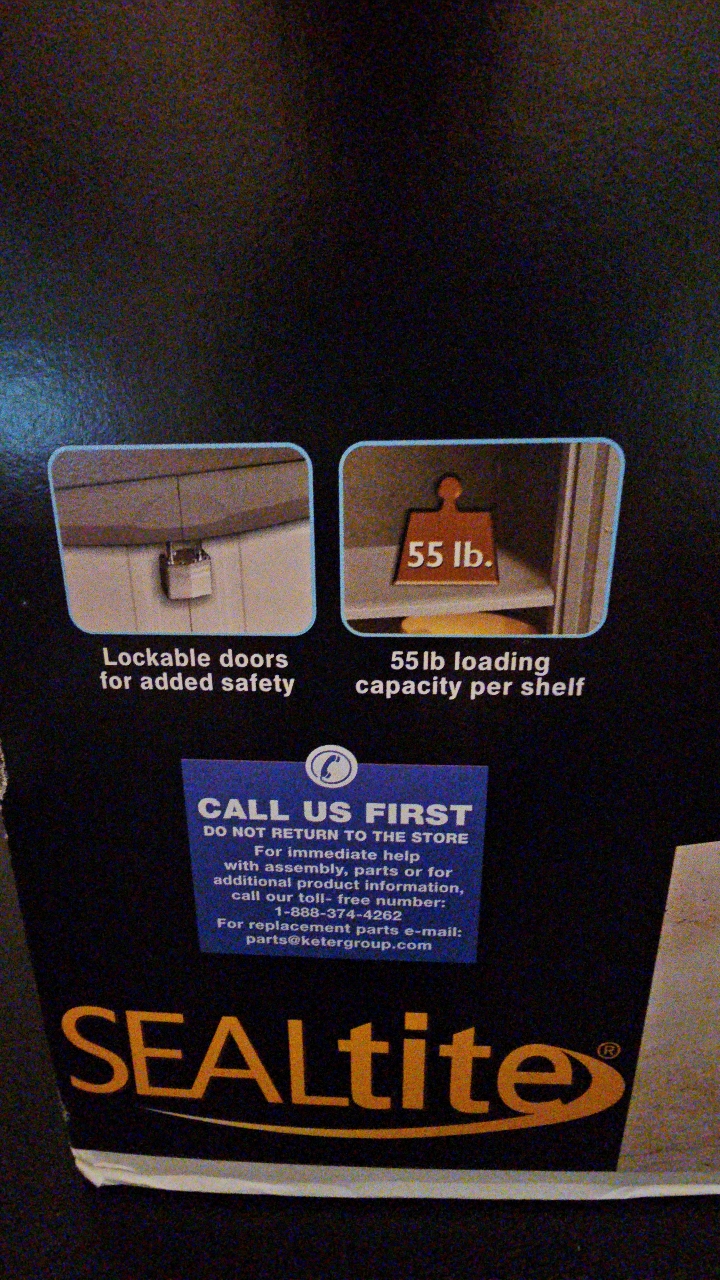 55 lb.
Lockable doors
for added safety
55lb loading
capacity per shelf
CALL US FIRST
DO NOT RETURN TO THE STORE
For immediate help
with assembly, parts or for
additional product information,
call our toll- free number:
1-888-374-4262
For replacement parts e-mail:
parts@ketergroup.com
SEALtite®